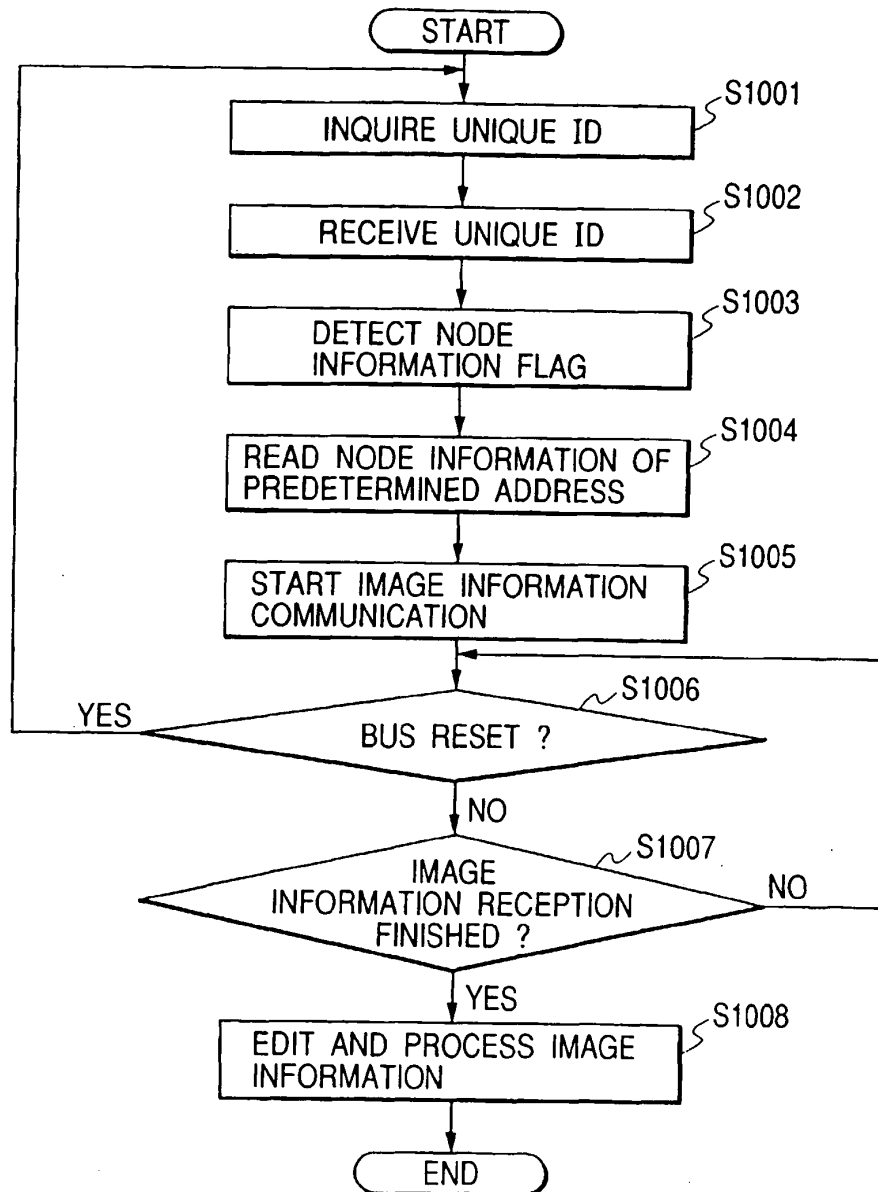 START
S1001
INQUIRE UNIQUE ID
S1002
RECEIVE UNIQUE ID
S1003
DETECT NODE
INFORMATION FLAG
S1004
READ NODE INFORMATION OF
PREDETERMINED ADDRESS
S1005
START IMAGE INFORMATION
COMMUNICATION
S1006
YES
BUS RESET ?
NO
S1007
IMAGE
INFORMATION RECEPTION
FINISHED ?
NO
YES
S1008
EDIT AND PROCESS IMAGE
INFORMATION
END